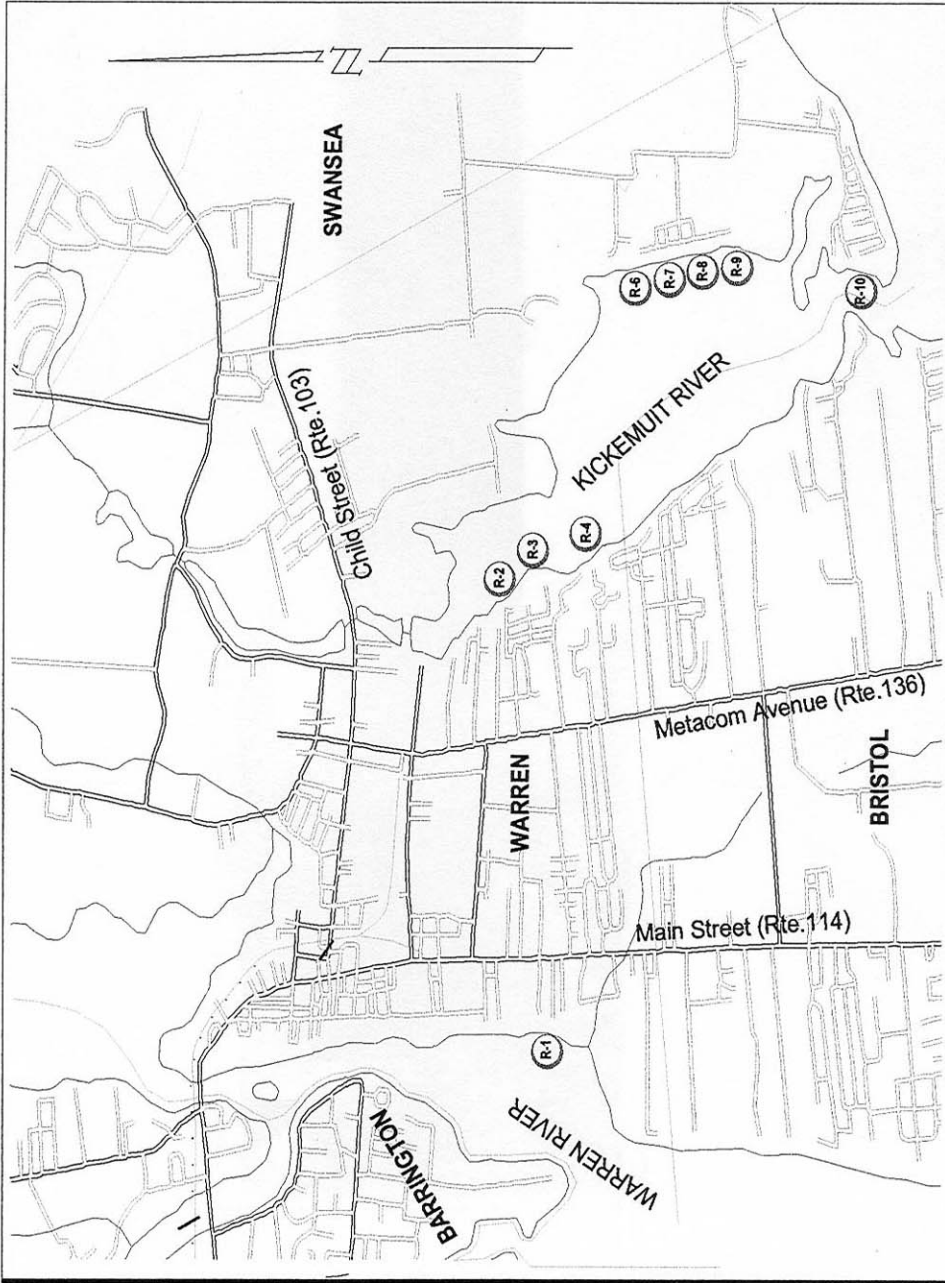 N
SWANSEA
Child Street (Rte.103)
R-6
R-7
R-8
R-9
R-10
KICKEMUIT RIVER
R-2
R-3
R-4
Metacom Avenue (Rte.136)
WARREN
BRISTOL
Main Street (Rte.114)
R-1
BARRINGTON
WARREN RIVER